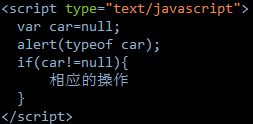 <script type="text/javascript">
  var car=null;
  alert(typeof car);
  if(car!=null){
      相应的操作
  }
</script>